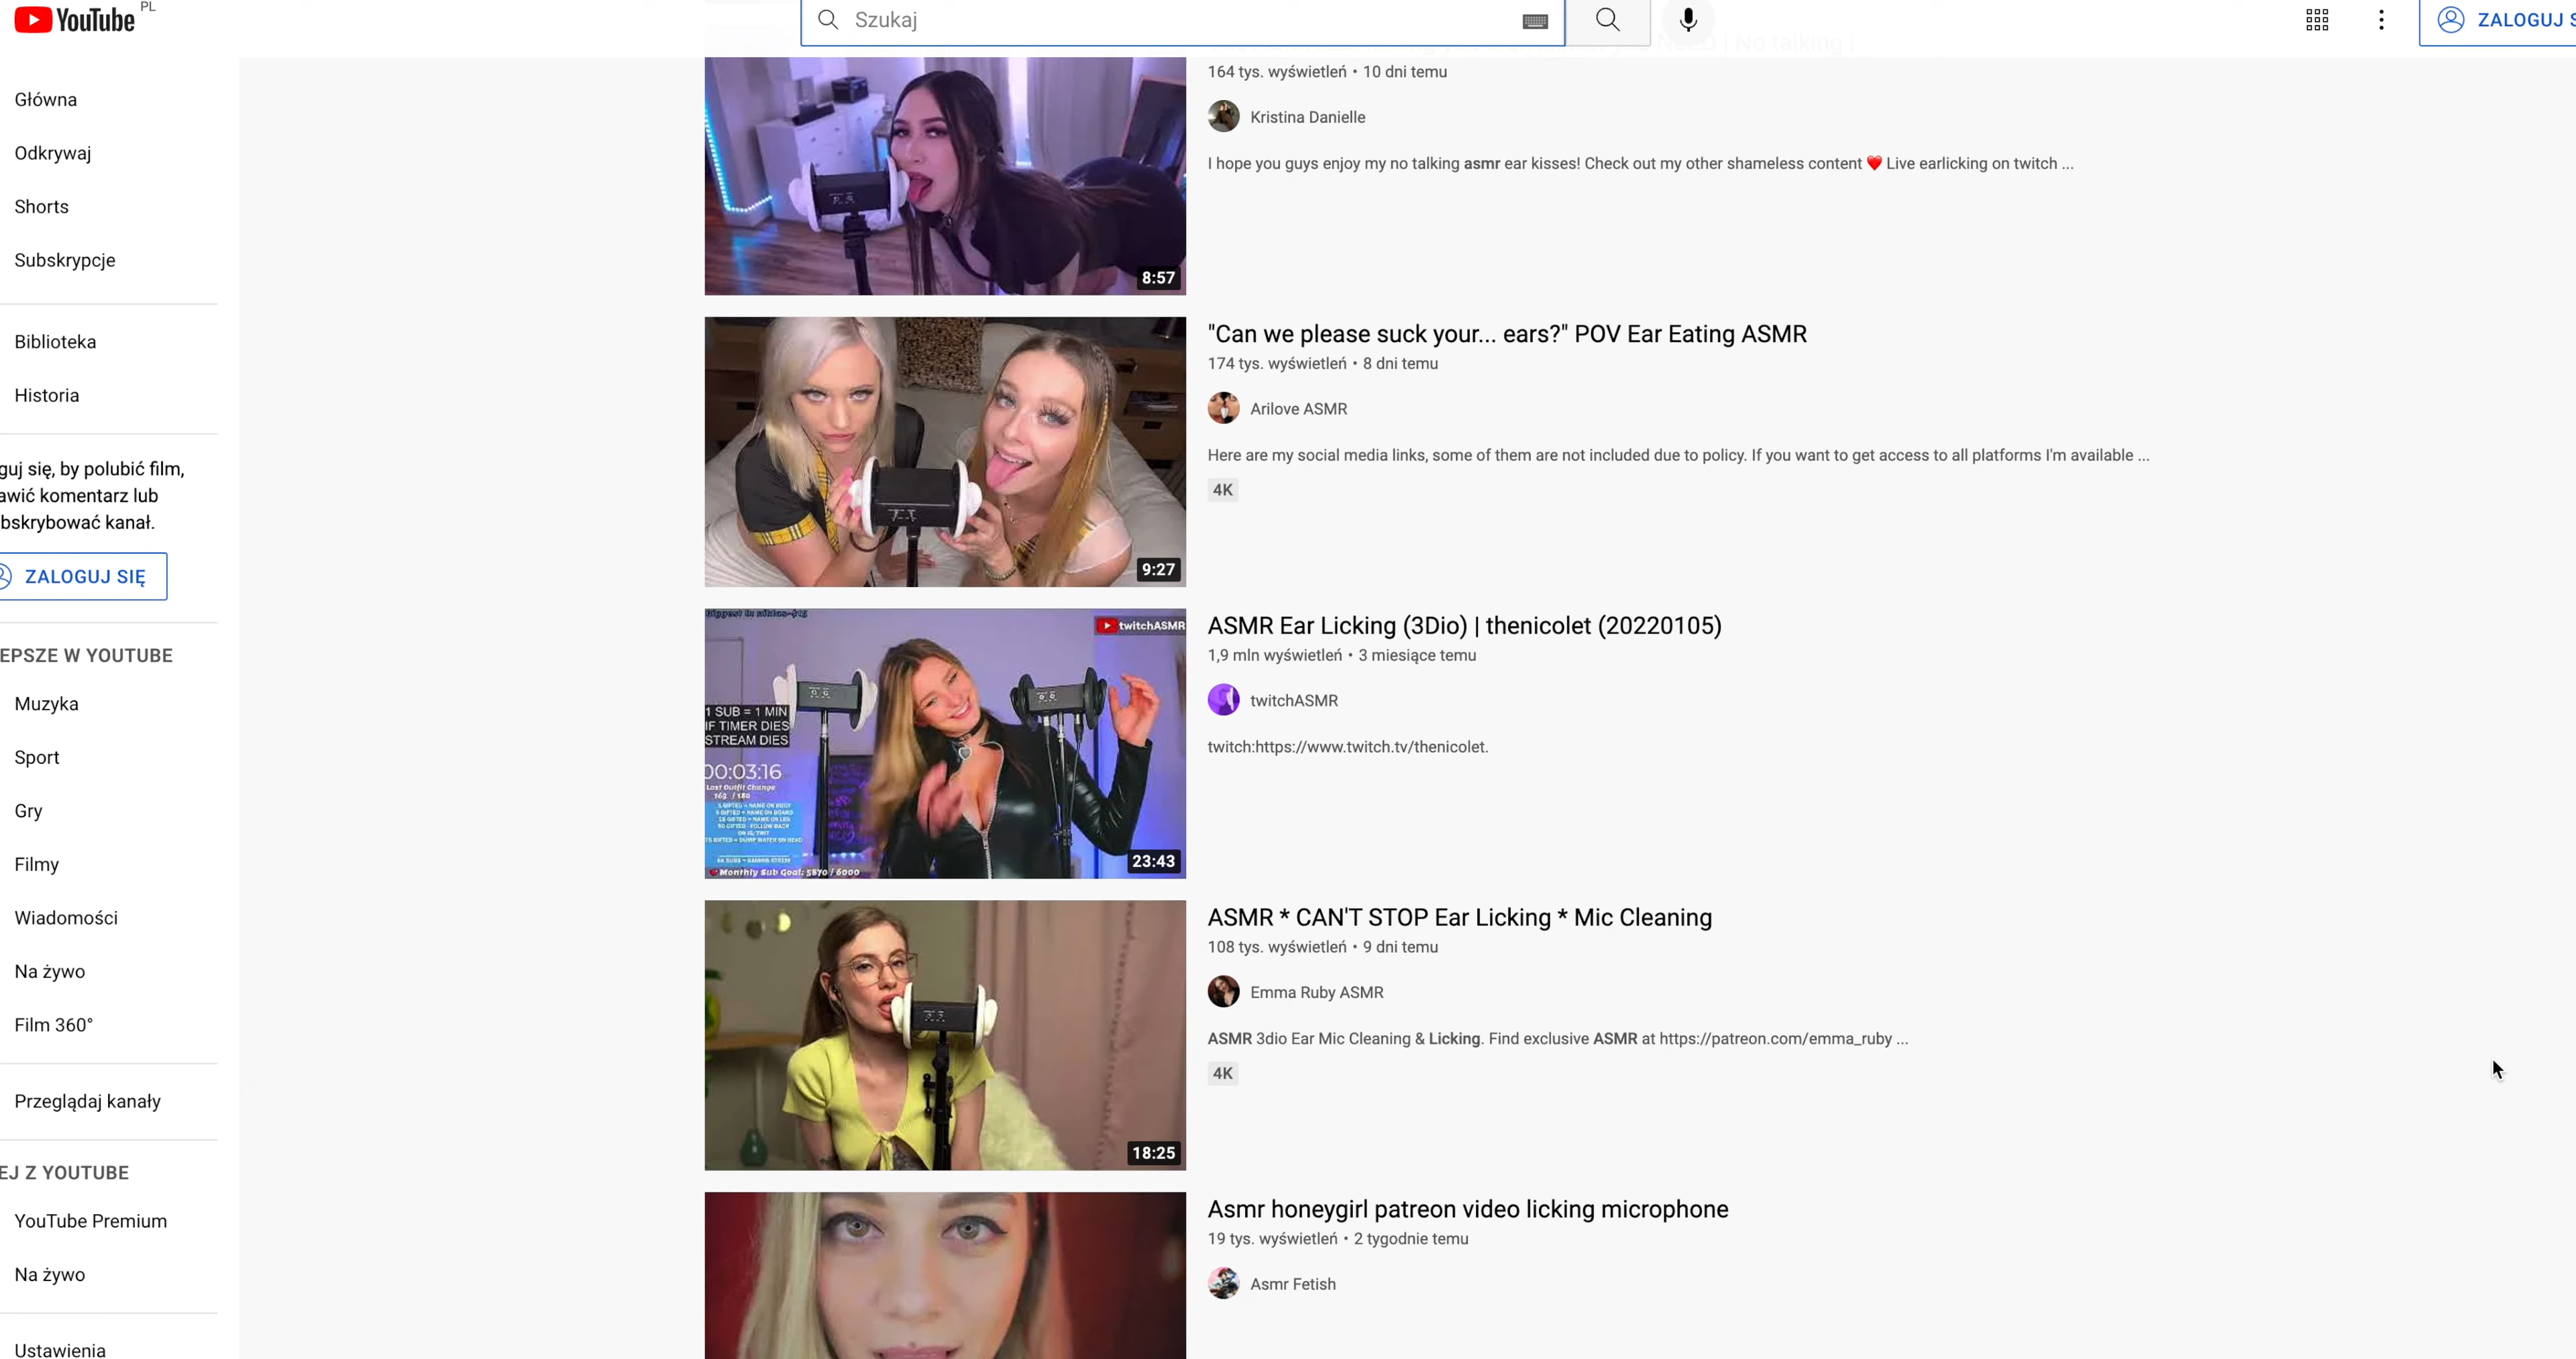 YouTube PL
Szukaj
ZALOGUJ S
Główna
Odkrywaj
Shorts
Subskrypcje
Biblioteka
Historia
guj się, by polubić film,
awić komentarz lub
bskrybować kanał.
ZALOGUJ SIĘ
EPSZE W YOUTUBE
Muzyka
Sport
Gry
Filmy
Wiadomości
Na żywo
Film 360°
Przeglądaj kanały
EJ Z YOUTUBE
YouTube Premium
Na żywo
Ustawienia
| No talking |
164 tys. wyświetleń • 10 dni temu
Kristina Danielle
I hope you guys enjoy my no talking asmr ear kisses! Check out my other shameless content ❤️ Live earlicking on twitch ...
8:57
"Can we please suck your... ears?" POV Ear Eating ASMR
174 tys. wyświetleń • 8 dni temu
Arilove ASMR
Here are my social media links, some of them are not included due to policy. If you want to get access to all platforms I'm available ...
4K
9:27
twitchASMR
1 SUB = 1 MIN
IF TIMER DIES
STREAM DIES
00:03:16
Last Outfit Change
Monthly Sub Goal: 5870 / 6000
23:43
ASMR Ear Licking (3Dio) | thenicolet (20220105)
1,9 mln wyświetleń • 3 miesiące temu
twitchASMR
twitch:https://www.twitch.tv/thenicolet.
ASMR * CAN'T STOP Ear Licking * Mic Cleaning
108 tys. wyświetleń • 9 dni temu
Emma Ruby ASMR
ASMR 3dio Ear Mic Cleaning & Licking. Find exclusive ASMR at https://patreon.com/emma_ruby ...
4K
18:25
Asmr honeygirl patreon video licking microphone
19 tys. wyświetleń • 2 tygodnie temu
Asmr Fetish